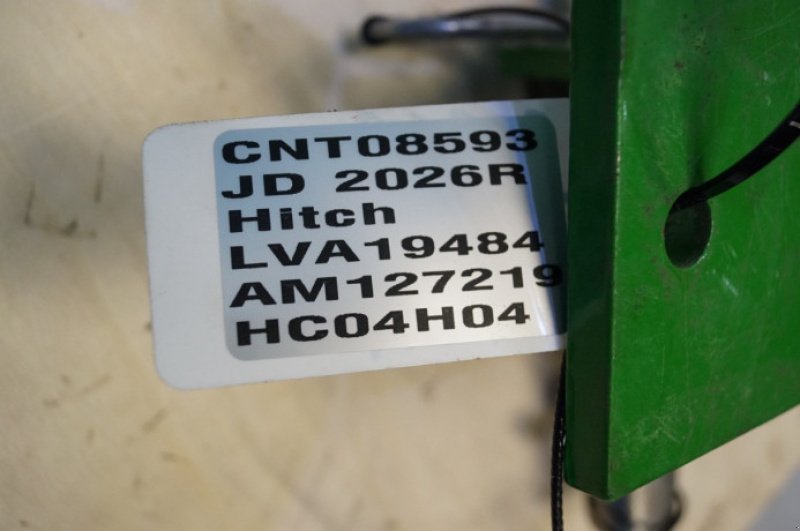 CNT08593
JD 2026R
Hitch
LVA19484
AM127219
HC04H04